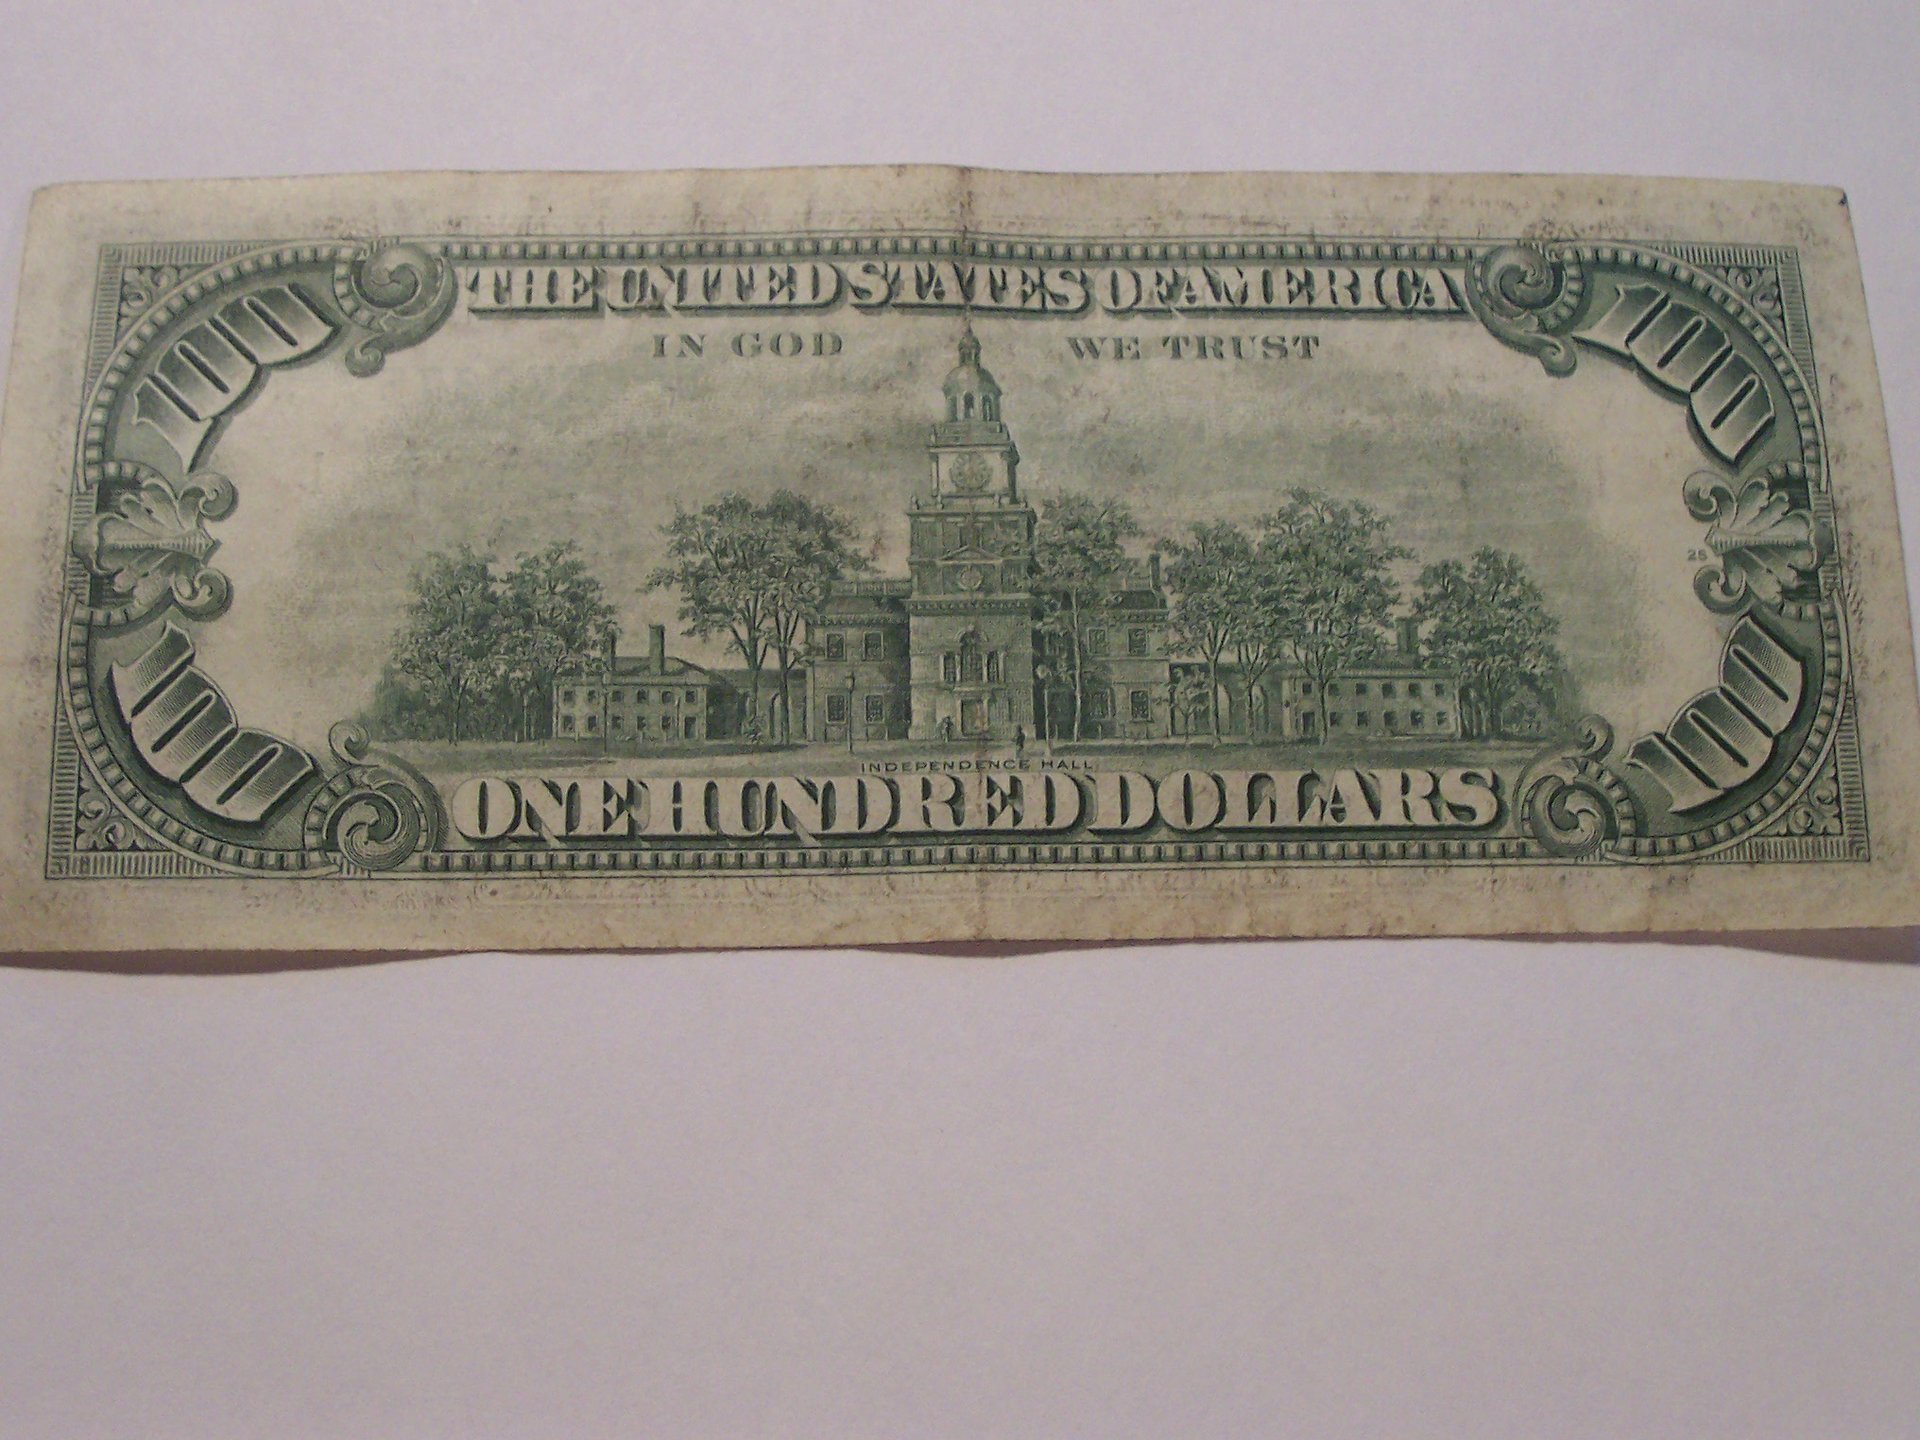 THE UNITED STATES OF AMERICA
100
100
IN GOD WE TRUST
25
100
100
INDEPENDENCE HALL
ONE HUNDRED DOLLARS